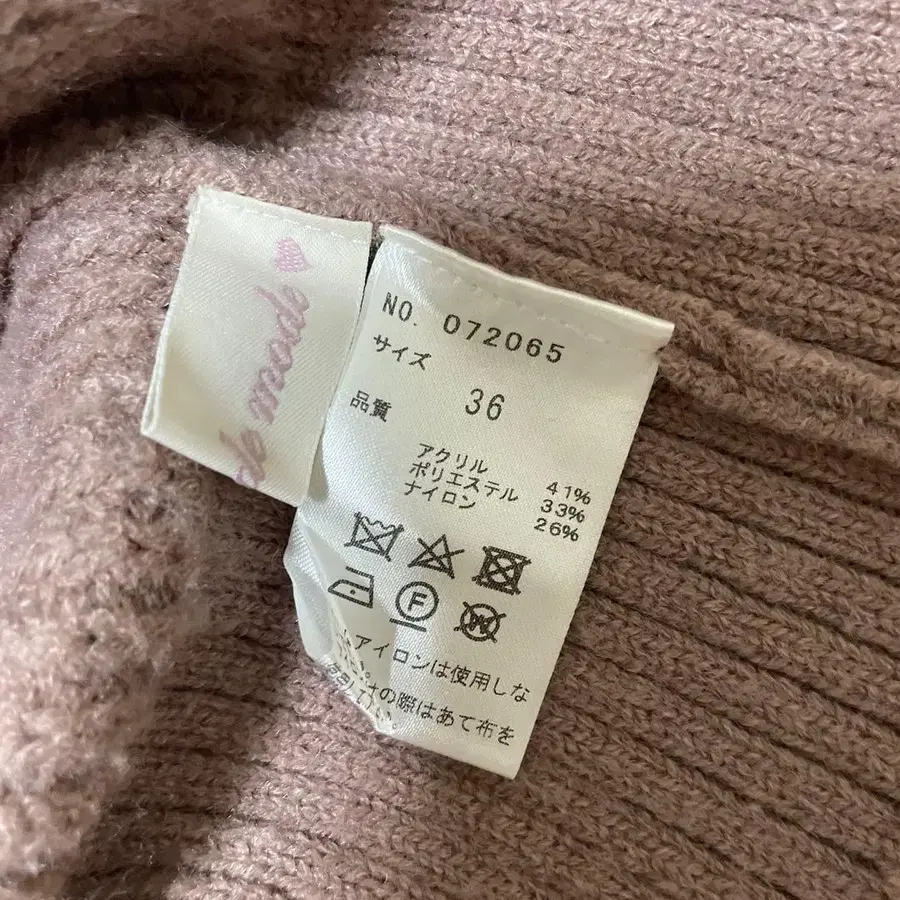 de mode
NO. 072065
サイズ
36
品質
アクリル 41%
ポリエステル 33%
ナイロン 26%
F
W
アイロンは使用しな
の際はあて布を